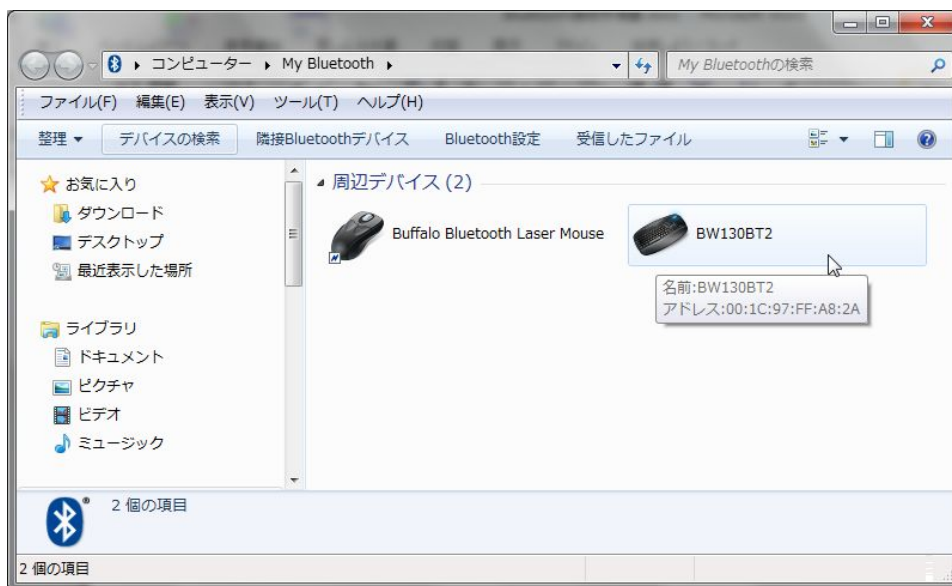 コンピューター ▸ My Bluetooth ▸
My Bluetoothの検索
ファイル(F) 編集(E) 表示(V) ツール(T) ヘルプ(H)
整理 デバイスの検索 隣接Bluetoothデバイス Bluetooth設定 受信したファイル
お気に入り
ダウンロード
デスクトップ
最近表示した場所
ライブラリ
ドキュメント
ピクチャ
ビデオ
ミュージック
周辺デバイス (2)
Buffalo Bluetooth Laser Mouse
BW130BT2
名前:BW130BT2
アドレス:00:1C:97:FF:A8:2A
2 個の項目
2 個の項目